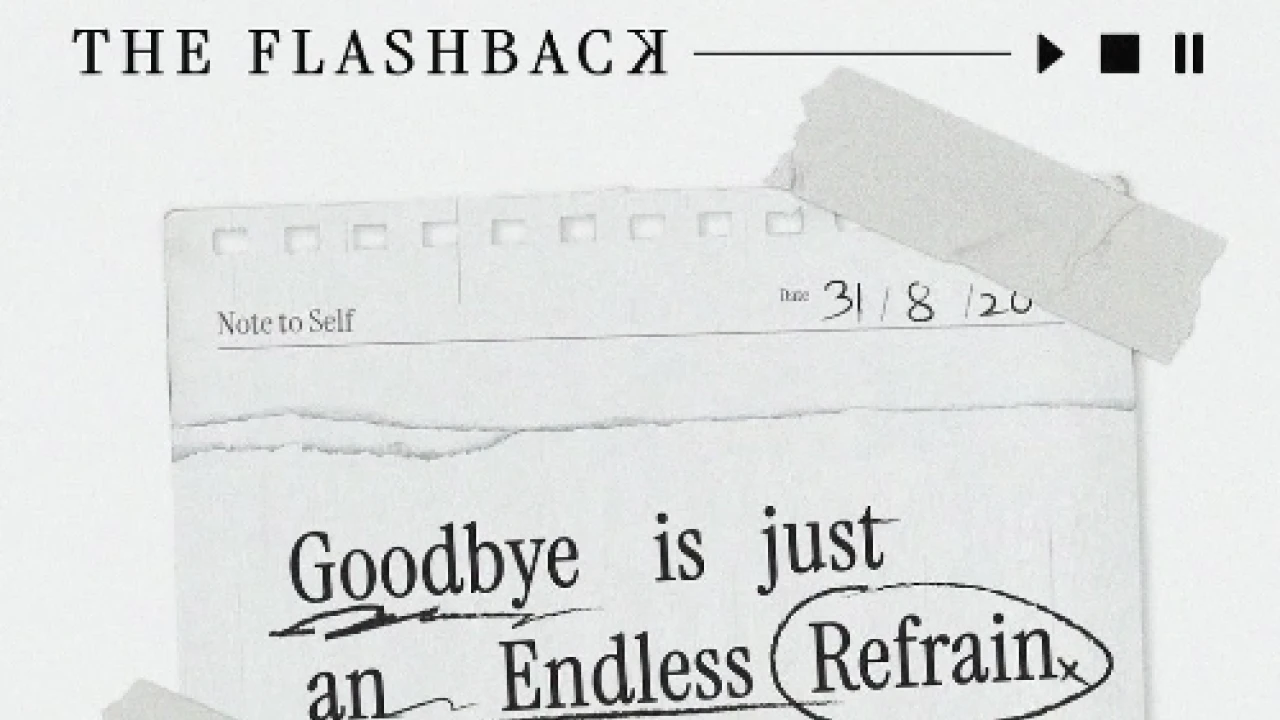 THE FLASHBACK
Note to Self
Date 31/8/20
Goodbye is just
an Endless Refrain